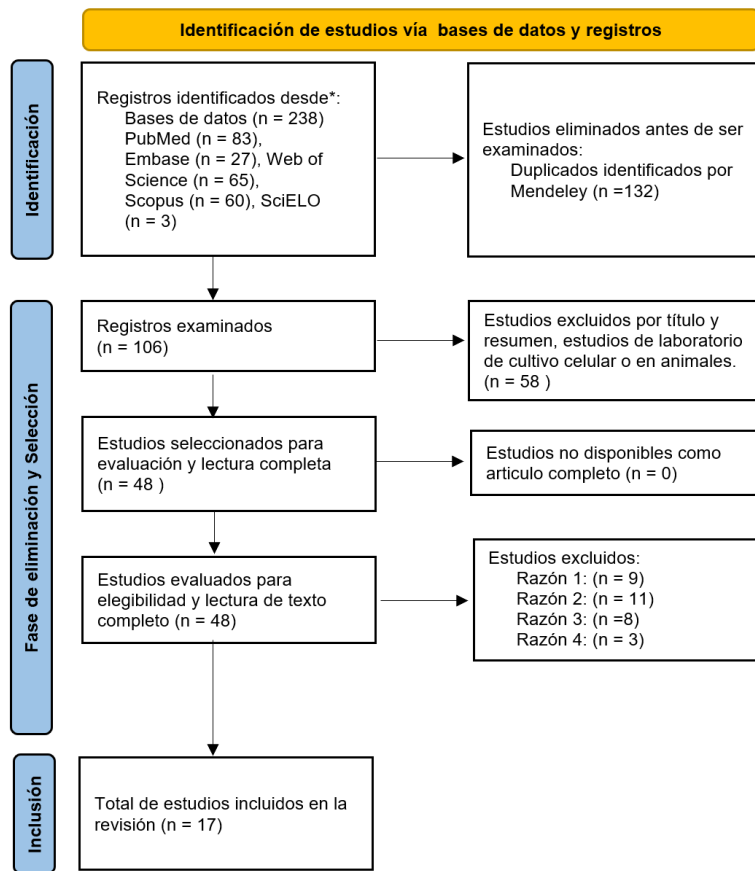 Identificación de estudios vía bases de datos y registros
Identificación
Registros identificados desde*:
Bases de datos (n = 238)
PubMed (n = 83),
Embase (n = 27), Web of
Science (n = 65),
Scopus (n = 60), SciELO
(n = 3)
Estudios eliminados antes de ser
examinados:
Duplicados identificados por
Mendeley (n =132)
Fase de eliminación y Selección
Registros examinados
(n = 106)
Estudios excluidos por título y
resumen, estudios de laboratorio
de cultivo celular o en animales.
(n = 58 )
Estudios seleccionados para
evaluación y lectura completa
(n = 48 )
Estudios no disponibles como
articulo completo (n = 0)
Estudios evaluados para
elegibilidad y lectura de texto
completo (n = 48)
Estudios excluidos:
Razón 1: (n = 9)
Razón 2: (n = 11)
Razón 3: (n =8)
Razón 4: (n = 3)
Inclusión
Total de estudios incluidos en la
revisión (n = 17)